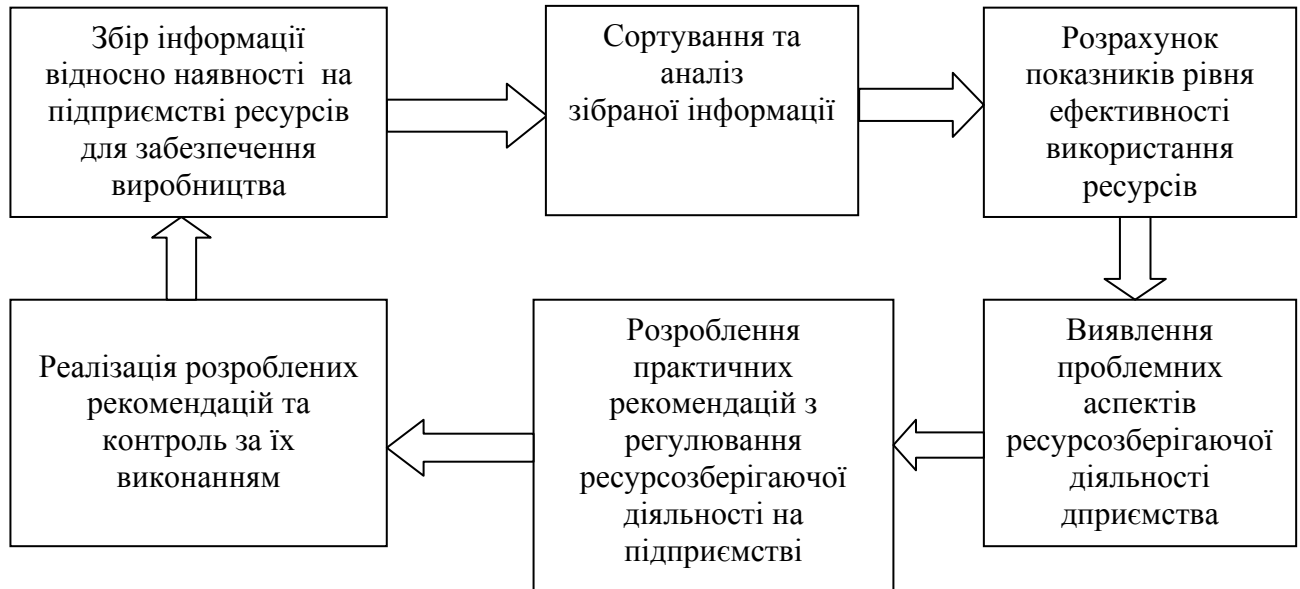 Збір інформації
відносно наявності на
підприємстві ресурсів
для забезпечення
виробництва
Сортування та
аналіз
зібраної інформації
Розрахунок
показників рівня
ефективності
використання
ресурсів
Виявлення
проблемних
аспектів
ресурсозберігаючої
діяльності
дприємства
Розроблення
практичних
рекомендацій з
регулювання
ресурсозберігаючої
діяльності на
підприємстві
Реалізація розроблених
рекомендацій та
контроль за їх
виконанням